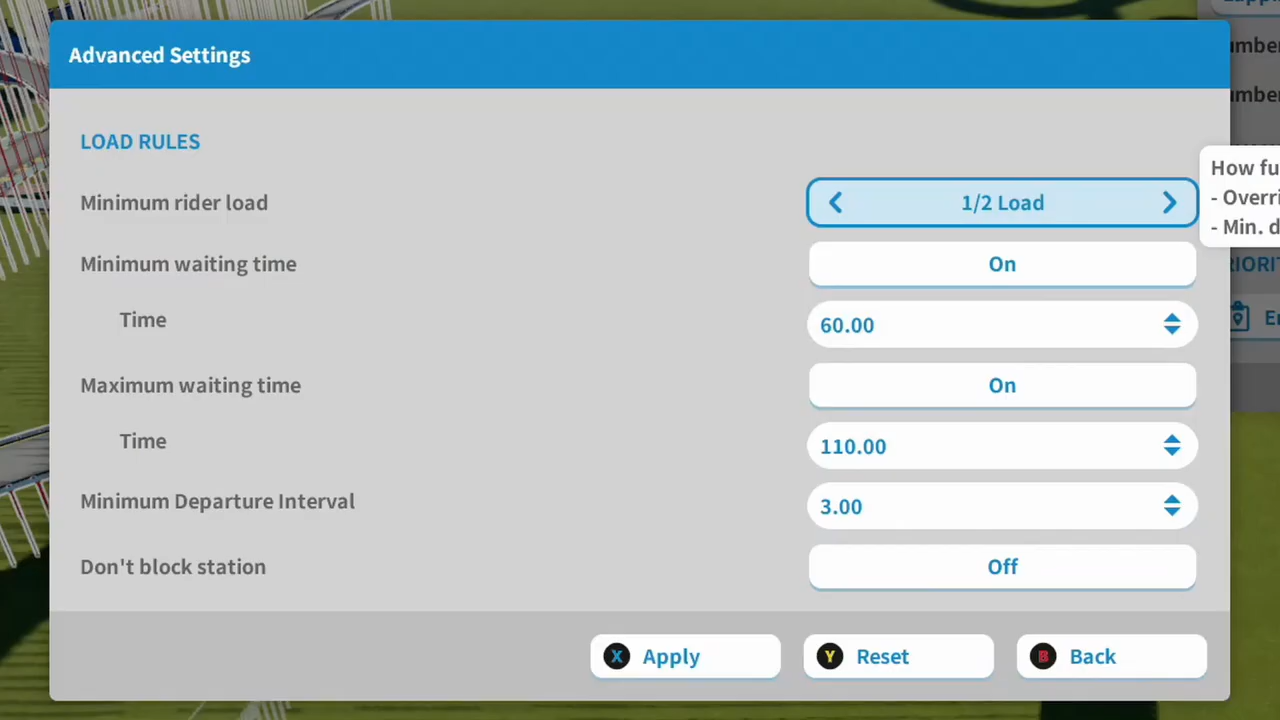 Advanced Settings
LOAD RULES
Minimum rider load
1/2 Load
How fu
- Overri
- Min. d
Minimum waiting time
On
Time
60.00
Maximum waiting time
On
Time
110.00
Minimum Departure Interval
3.00
Don't block station
Off
X Apply
Y Reset
B Back